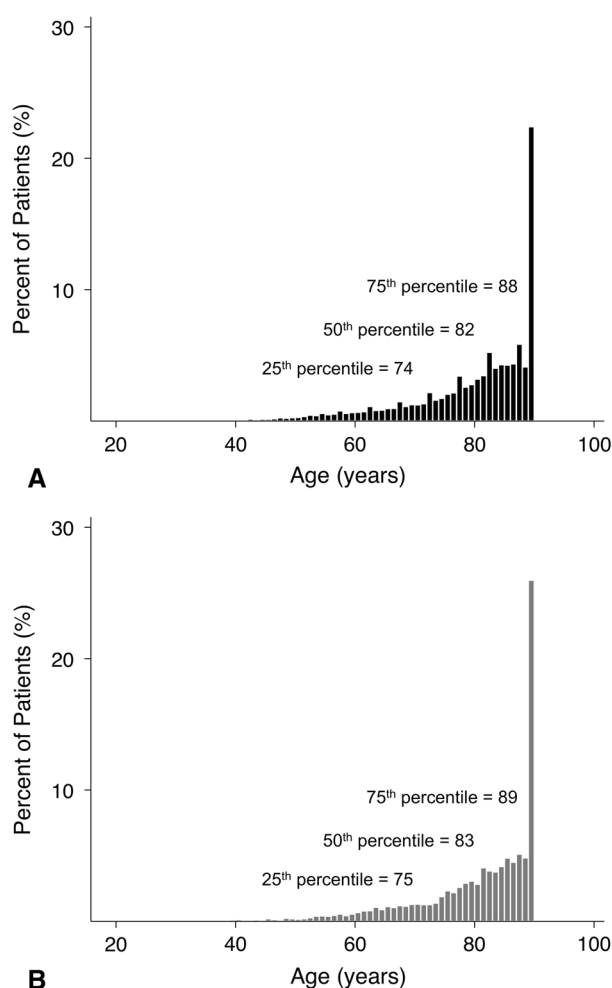 30
20
10
Percent of Patients (%)
75th percentile = 88
50th percentile = 82
25th percentile = 74
20 40 60 80 100
Age (years)
A
30
20
10
Percent of Patients (%)
75th percentile = 89
50th percentile = 83
25th percentile = 75
20 40 60 80 100
Age (years)
B